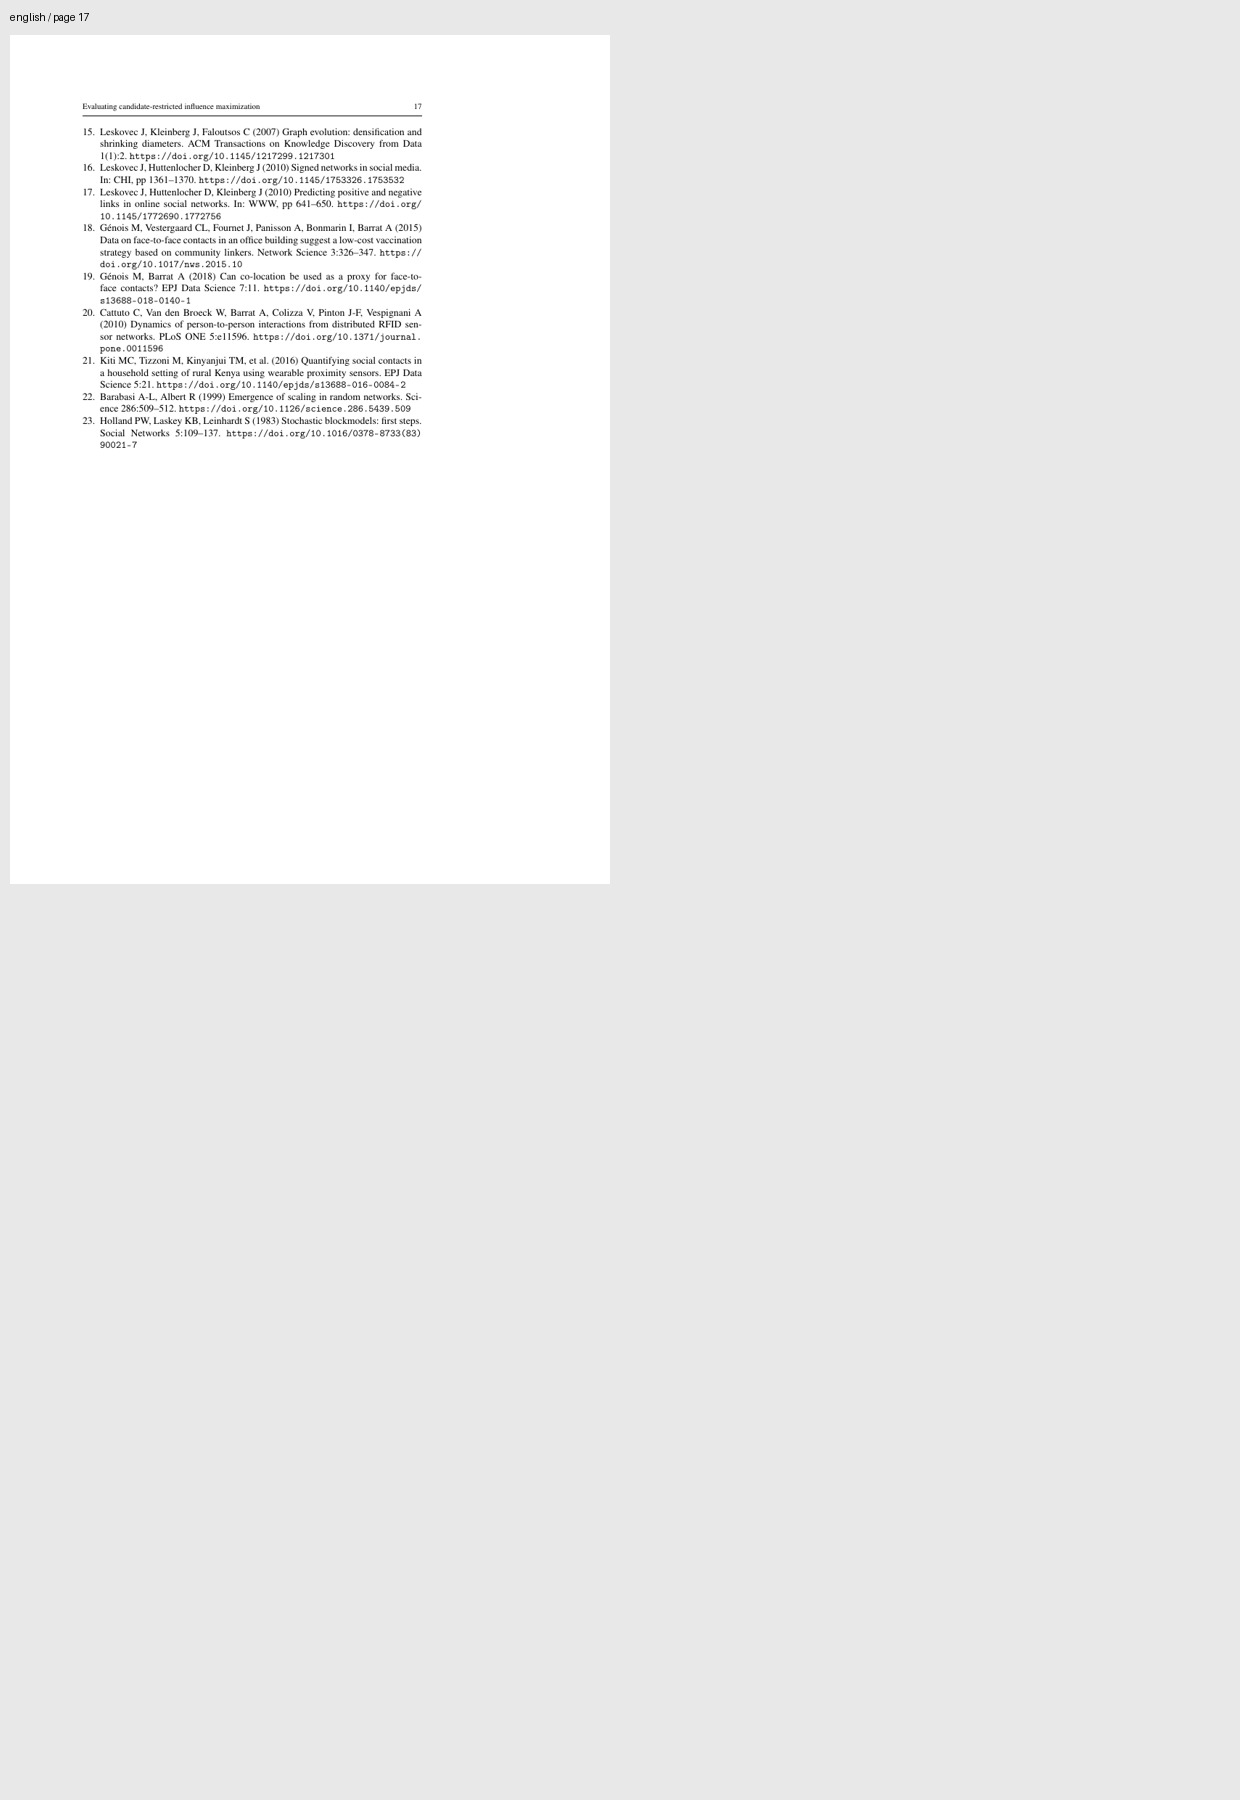 english / page 17
Evaluating candidate-restricted influence maximization 17
15. Leskovec J, Kleinberg J, Faloutsos C (2007) Graph evolution: densification and
shrinking diameters. ACM Transactions on Knowledge Discovery from Data
1(1):2. https://doi.org/10.1145/1217299.1217301
16. Leskovec J, Huttenlocher D, Kleinberg J (2010) Signed networks in social media.
In: CHI, pp 1361–1370. https://doi.org/10.1145/1753326.1753532
17. Leskovec J, Huttenlocher D, Kleinberg J (2010) Predicting positive and negative
links in online social networks. In: WWW, pp 641–650. https://doi.org/
10.1145/1772690.1772756
18. Génois M, Vestergaard CL, Fournet J, Panisson A, Bonmarin I, Barrat A (2015)
Data on face-to-face contacts in an office building suggest a low-cost vaccination
strategy based on community linkers. Network Science 3:326–347. https://
doi.org/10.1017/nws.2015.10
19. Génois M, Barrat A (2018) Can co-location be used as a proxy for face-to-
face contacts? EPJ Data Science 7:11. https://doi.org/10.1140/epjds/
s13688-018-0140-1
20. Cattuto C, Van den Broeck W, Barrat A, Colizza V, Pinton J-F, Vespignani A
(2010) Dynamics of person-to-person interactions from distributed RFID sen-
sor networks. PLoS ONE 5:e11596. https://doi.org/10.1371/journal.
pone.0011596
21. Kiti MC, Tizzoni M, Kinyanjui TM, et al. (2016) Quantifying social contacts in
a household setting of rural Kenya using wearable proximity sensors. EPJ Data
Science 5:21. https://doi.org/10.1140/epjds/s13688-016-0084-2
22. Barabasi A-L, Albert R (1999) Emergence of scaling in random networks. Sci-
ence 286:509–512. https://doi.org/10.1126/science.286.5439.509
23. Holland PW, Laskey KB, Leinhardt S (1983) Stochastic blockmodels: first steps.
Social Networks 5:109–137. https://doi.org/10.1016/0378-8733(83)
90021-7